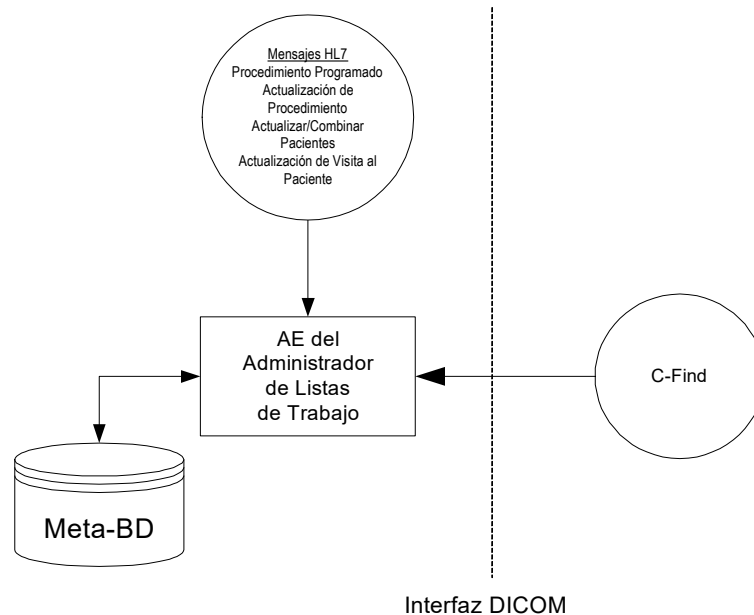 Mensajes HL7
Procedimiento Programado
Actualización de
Procedimiento
Actualizar/Combinar
Pacientes
Actualización de Visita al
Paciente
AE del
Administrador
de Listas
de Trabajo
C-Find
Meta-BD
Interfaz DICOM